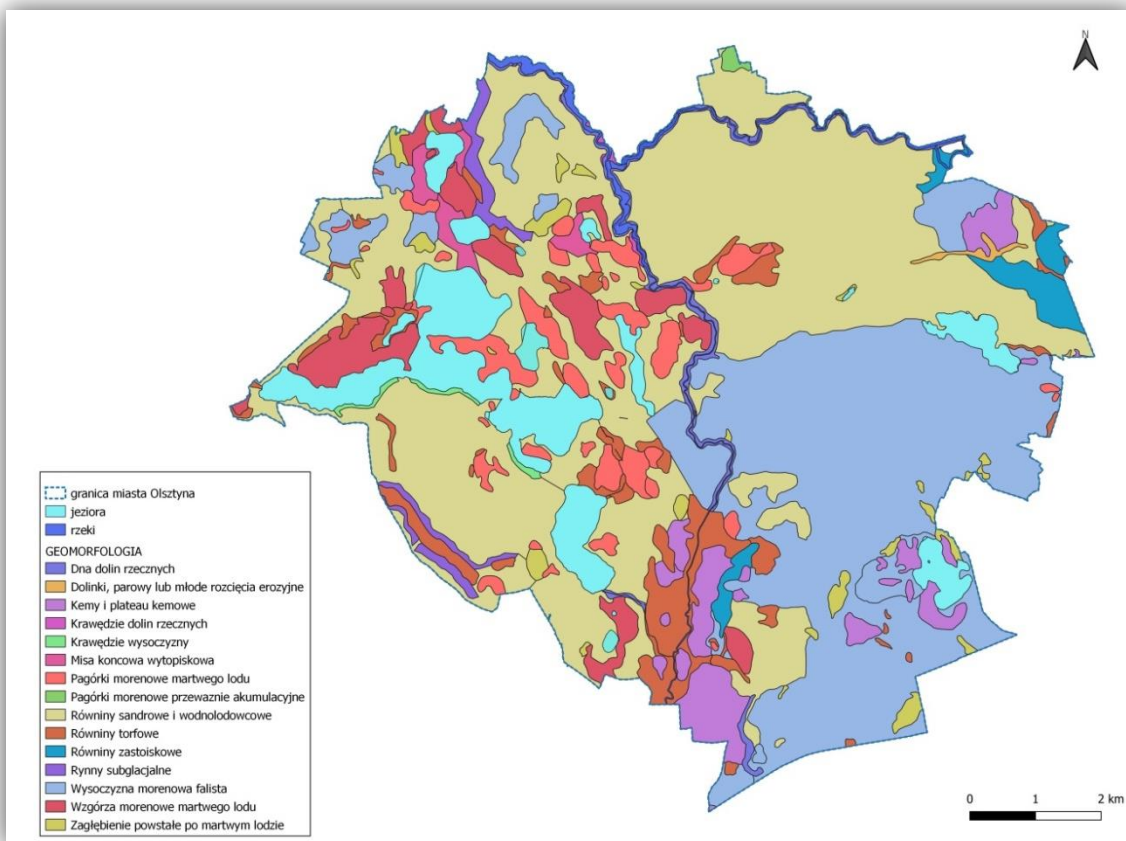 N
granica miasta Olsztyna
jeziora
rzeki
GEOMORFOLOGIA
Dna dolin rzecznych
Dolinki, parowy lub młode rozcięcia erozyjne
Kemy i plateau kemowe
Krawędzie dolin rzecznych
Krawędzie wysoczyzny
Misa koncowa wytopiskowa
Pagórki morenowe martwego lodu
Pagórki morenowe przewaznie akumulacyjne
Równiny sandrowe i wodnolodowcowe
Równiny torfowe
Równiny zastoiskowe
Rynny subglacjalne
Wysoczyzna morenowa falista
Wzgórza morenowe martwego lodu
Zagłębienie powstałe po martwym lodzie
0 1 2 km